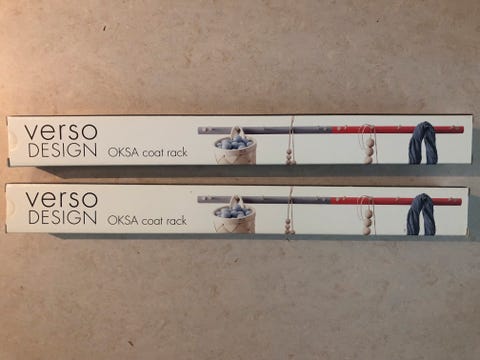 verso
DESIGN OKSA coat rack
verso
DESIGN OKSA coat rack